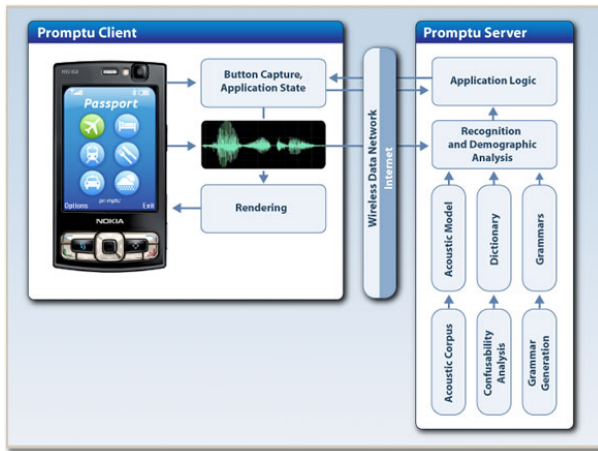 Promptu Client
Promptu Server
Passport
Options
Exit
promptu
NOKIA
Button Capture,
Application State
Rendering
Wireless Data Network
Internet
Application Logic
Recognition
and Demographic
Analysis
Acoustic Model
Dictionary
Grammars
Acoustic Corpus
Confusability
Analysis
Grammar
Generation